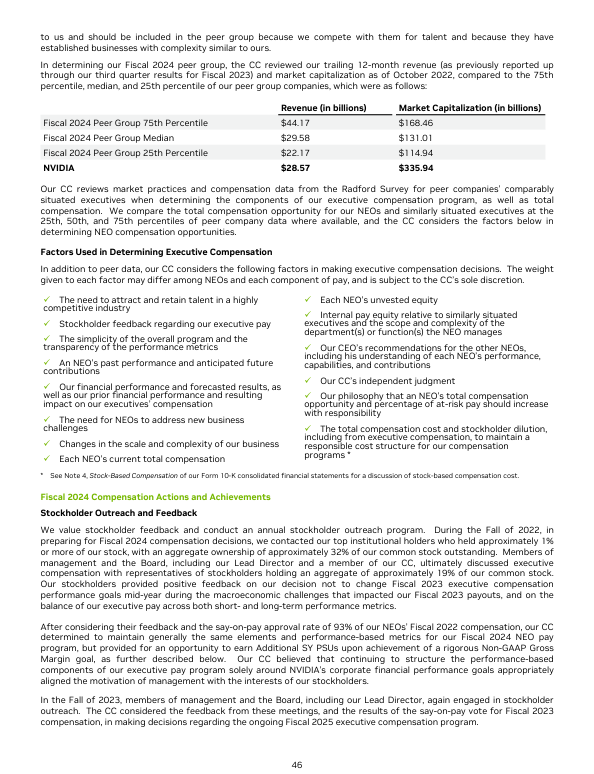 to us and should be included in the peer group because we compete with them for talent and because they have
established businesses with complexity similar to ours.
In determining our Fiscal 2024 peer group, the CC reviewed our trailing 12-month revenue (as previously reported up
through our third quarter results for Fiscal 2023) and market capitalization as of October 2022, compared to the 75th
percentile, median, and 25th percentile of our peer group companies, which were as follows:
Revenue (in billions) Market Capitalization (in billions)
Fiscal 2024 Peer Group 75th Percentile $44.17 $168.46
Fiscal 2024 Peer Group Median $29.58 $131.01
Fiscal 2024 Peer Group 25th Percentile $22.17 $114.94
NVIDIA $28.57 $335.94
Our CC reviews market practices and compensation data from the Radford Survey for peer companies' comparably
situated executives when determining the components of our executive compensation program, as well as total
compensation. We compare the total compensation opportunity for our NEOs and similarly situated executives at the
25th, 50th, and 75th percentiles of peer company data where available, and the CC considers the factors below in
determining NEO compensation opportunities.
Factors Used in Determining Executive Compensation
In addition to peer data, our CC considers the following factors in making executive compensation decisions. The weight
given to each factor may differ among NEOs and each component of pay, and is subject to the CC's sole discretion.
✓ The need to attract and retain talent in a highly
competitive industry
✓ Stockholder feedback regarding our executive pay
✓ The simplicity of the overall program and the
transparency of the performance metrics
✓ An NEO's past performance and anticipated future
contributions
✓ Our financial performance and forecasted results, as
well as our prior financial performance and resulting
impact on our executives' compensation
✓ The need for NEOs to address new business
challenges
✓ Changes in the scale and complexity of our business
✓ Each NEO's current total compensation
✓ Each NEO's unvested equity
✓ Internal pay equity relative to similarly situated
executives and the scope and complexity of the
department(s) or function(s) the NEO manages
✓ Our CEO's recommendations for the other NEOs,
including his understanding of each NEO's performance,
capabilities, and contributions
✓ Our CC's independent judgment
✓ Our philosophy that an NEO's total compensation
opportunity and percentage of at-risk pay should increase
with responsibility
✓ The total compensation cost and stockholder dilution,
including from executive compensation, to maintain a
responsible cost structure for our compensation
programs *
* See Note 4, Stock-Based Compensation of our Form 10-K consolidated financial statements for a discussion of stock-based compensation cost.
Fiscal 2024 Compensation Actions and Achievements
Stockholder Outreach and Feedback
We value stockholder feedback and conduct an annual stockholder outreach program. During the Fall of 2022, in
preparing for Fiscal 2024 compensation decisions, we contacted our top institutional holders who held approximately 1%
or more of our stock, with an aggregate ownership of approximately 32% of our common stock outstanding. Members of
management and the Board, including our Lead Director and a member of our CC, ultimately discussed executive
compensation with representatives of stockholders holding an aggregate of approximately 19% of our common stock.
Our stockholders provided positive feedback on our decision not to change Fiscal 2023 executive compensation
performance goals mid-year during the macroeconomic challenges that impacted our Fiscal 2023 payouts, and on the
balance of our executive pay across both short- and long-term performance metrics.
After considering their feedback and the say-on-pay approval rate of 93% of our NEOs' Fiscal 2022 compensation, our CC
determined to maintain generally the same elements and performance-based metrics for our Fiscal 2024 NEO pay
program, but provided for an opportunity to earn Additional SY PSUs upon achievement of a rigorous Non-GAAP Gross
Margin goal, as further described below. Our CC believed that continuing to structure the performance-based
components of our executive pay program solely around NVIDIA's corporate financial performance goals appropriately
aligned the motivation of management with the interests of our stockholders.
In the Fall of 2023, members of management and the Board, including our Lead Director, again engaged in stockholder
outreach. The CC considered the feedback from these meetings, and the results of the say-on-pay vote for Fiscal 2023
compensation, in making decisions regarding the ongoing Fiscal 2025 executive compensation program.
46